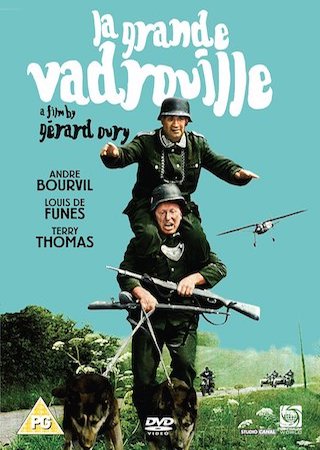 la grande
vadrouille
a film by
gérard oury
ANDRE
BOURVIL
LOUIS DE
FUNES
TERRY
THOMAS
PG
DVD
VIDEO
STUDIO CANAL